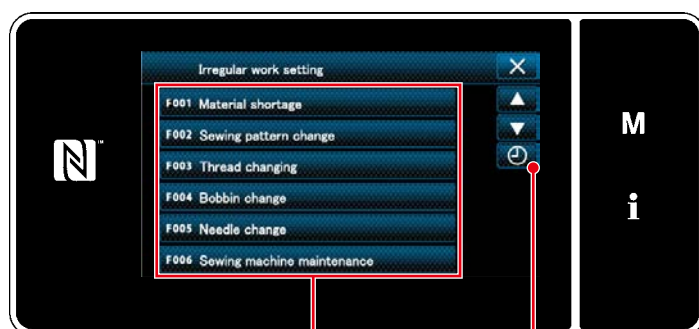 Irregular work setting
F001 Material shortage
F002 Sewing pattern change
F003 Thread changing
F004 Bobbin change
F005 Needle change
F006 Sewing machine maintenance
N™
M
i